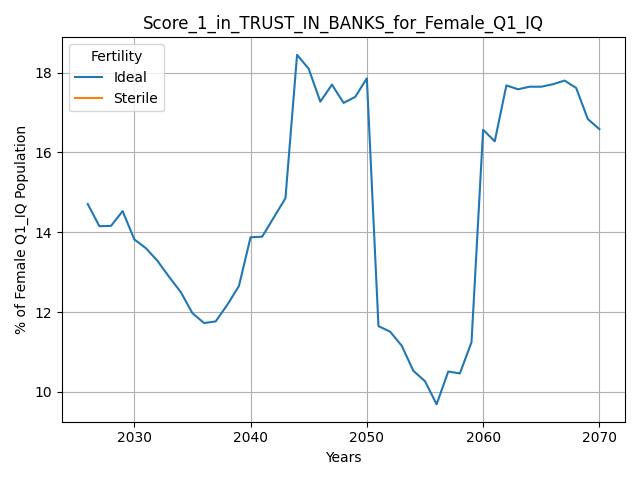 Score_1_in_TRUST_IN_BANKS_for_Female_Q1_IQ
Fertility
Ideal
Sterile
% of Female Q1_IQ Population
18
16
14
12
10
2030 2040 2050 2060 2070
Years